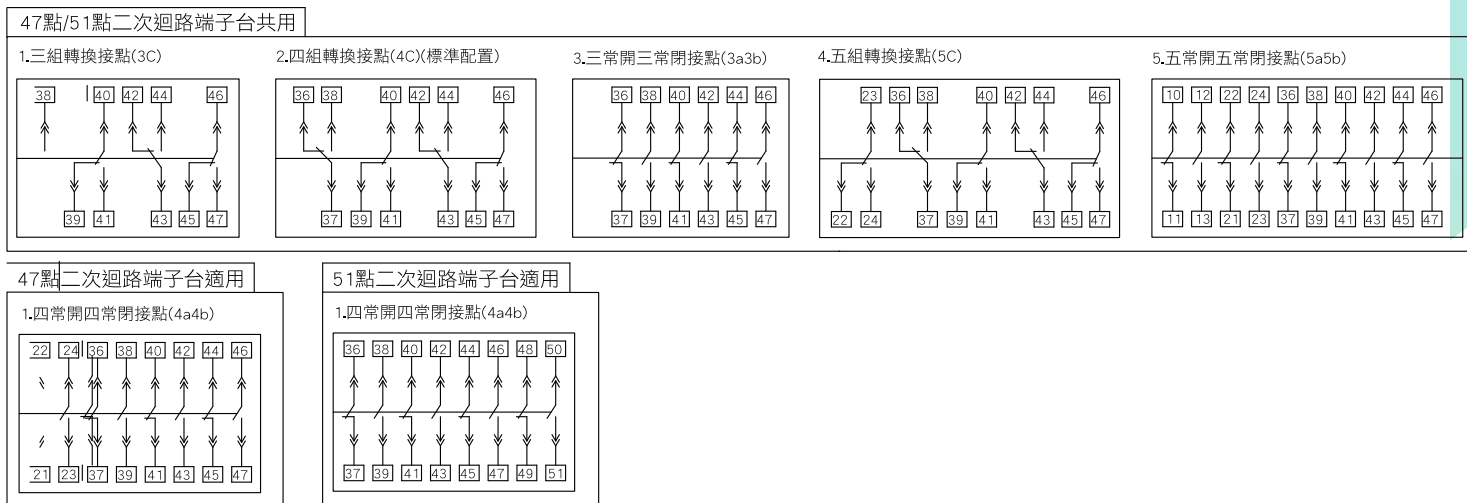 47點/51點二次迴路端子台共用
1.三組轉換接點(3C)
38 40 42 44 46
39 41 43 45 47
2.四組轉換接點(4C)(標準配置)
36 38 40 42 44 46
37 39 41 43 45 47
3.三常開三常閉接點(3a3b)
36 38 40 42 44 46
37 39 41 43 45 47
4.五組轉換接點(5C)
23 36 38 40 42 44 46
22 24 37 39 41 43 45 47
5.五常開五常閉接點(5a5b)
10 12 22 24 36 38 40 42 44 46
11 13 21 23 37 39 41 43 45 47
47點二次迴路端子台適用
1.四常開四常閉接點(4a4b)
22 24 36 38 40 42 44 46
21 23 37 39 41 43 45 47
51點二次迴路端子台適用
1.四常開四常閉接點(4a4b)
36 38 40 42 44 46 48 50
37 39 41 43 45 47 49 51